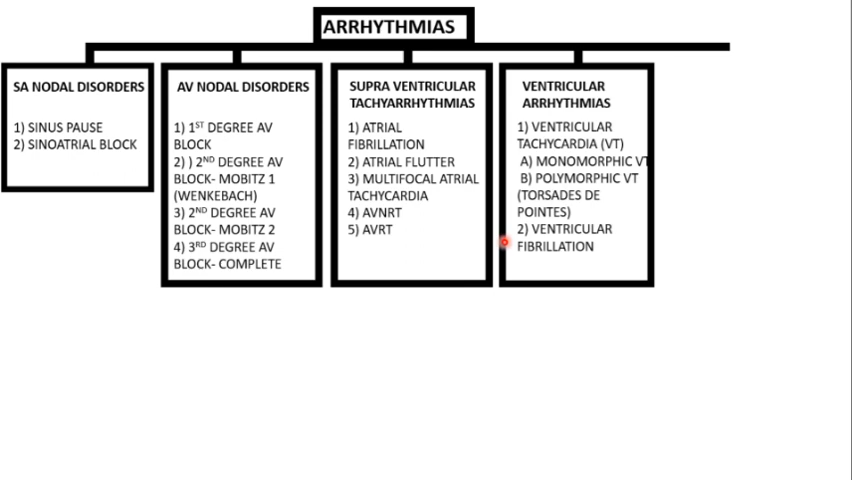 ARRHYTHMIAS
SA NODAL DISORDERS
1) SINUS PAUSE
2) SINOATRIAL BLOCK
AV NODAL DISORDERS
1) 1ST DEGREE AV
BLOCK
2) ) 2ND DEGREE AV
BLOCK- MOBITZ 1
(WENKEBACH)
3) 2ND DEGREE AV
BLOCK- MOBITZ 2
4) 3RD DEGREE AV
BLOCK- COMPLETE
SUPRA VENTRICULAR
TACHYARRHYTHMIAS
1) ATRIAL
FIBRILLATION
2) ATRIAL FLUTTER
3) MULTIFOCAL ATRIAL
TACHYCARDIA
4) AVNRT
5) AVRT
VENTRICULAR
ARRHYTHMIAS
1) VENTRICULAR
TACHYCARDIA (VT)
A) MONOMORPHIC VT
B) POLYMORPHIC VT
(TORSADES DE
POINTES)
2) VENTRICULAR
FIBRILLATION